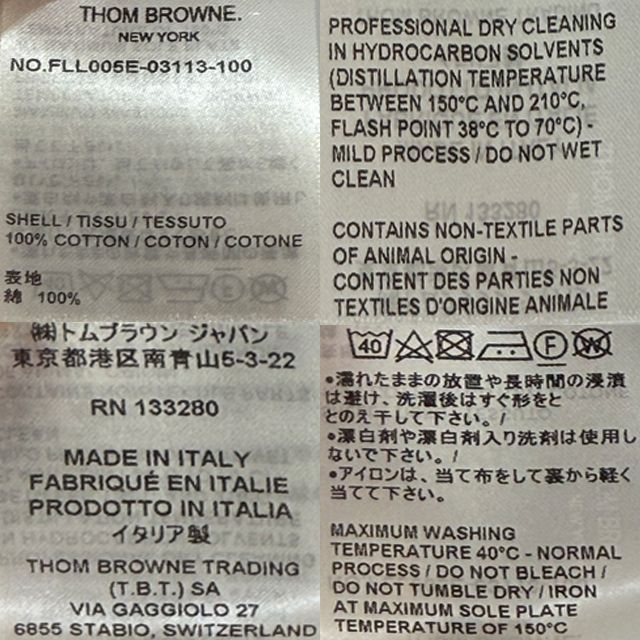 THOM BROWNE.
NEW YORK
NO.FLL005E-03113-100
SHELL / TISSU / TESSUTO
100% COTTON / COTON / COTONE
表地
綿 100%
PROFESSIONAL DRY CLEANING
IN HYDROCARBON SOLVENTS
(DISTILLATION TEMPERATURE
BETWEEN 150°C AND 210°C,
FLASH POINT 38°C TO 70°C) -
MILD PROCESS / DO NOT WET
CLEAN
CONTAINS NON-TEXTILE PARTS
OF ANIMAL ORIGIN -
CONTIENT DES PARTIES NON
TEXTILES D'ORIGINE ANIMALE
㈱トムブラウン ジャパン
東京都港区南青山5-3-22
RN 133280
MADE IN ITALY
FABRIQUÉ EN ITALIE
PRODOTTO IN ITALIA
イタリア製
THOM BROWNE TRADING
(T.B.T.) SA
VIA GAGGIOLO 27
6855 STABIO, SWITZERLAND
40 F W
•濡れたままの放置や長時間の浸漬
は避け、洗濯後はすぐ形をと
とのえ干して下さい。/
•漂白剤や漂白剤入り洗剤は使用し
ないで下さい。/
•アイロンは、当て布をして裏から軽く
当てて下さい。
MAXIMUM WASHING
TEMPERATURE 40°C - NORMAL
PROCESS / DO NOT BLEACH /
DO NOT TUMBLE DRY / IRON
AT MAXIMUM SOLE PLATE
TEMPERATURE OF 150°C